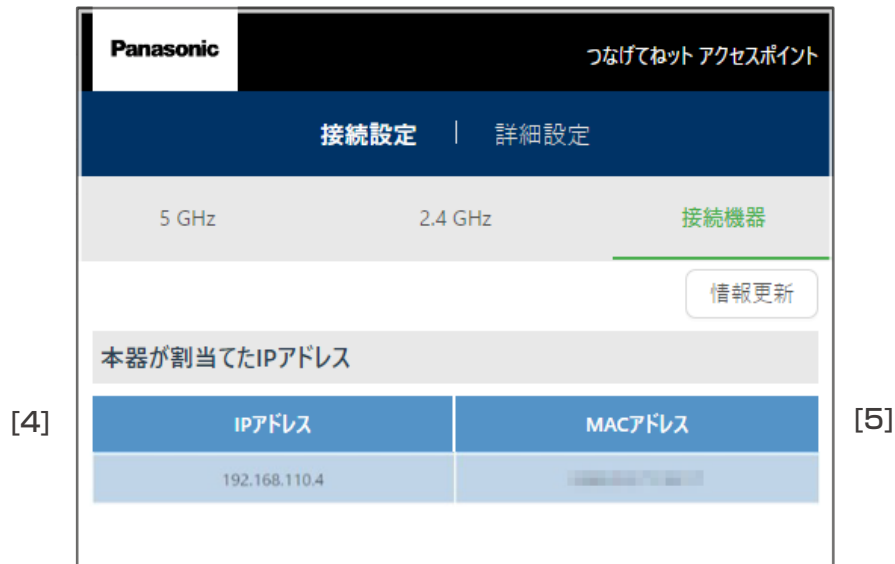 Panasonic
つなげてねット アクセスポイント
接続設定 | 詳細設定
5 GHz 2.4 GHz 接続機器
情報更新
本器が割当てたIPアドレス
[4] IPアドレス MACアドレス [5]
192.168.110.4